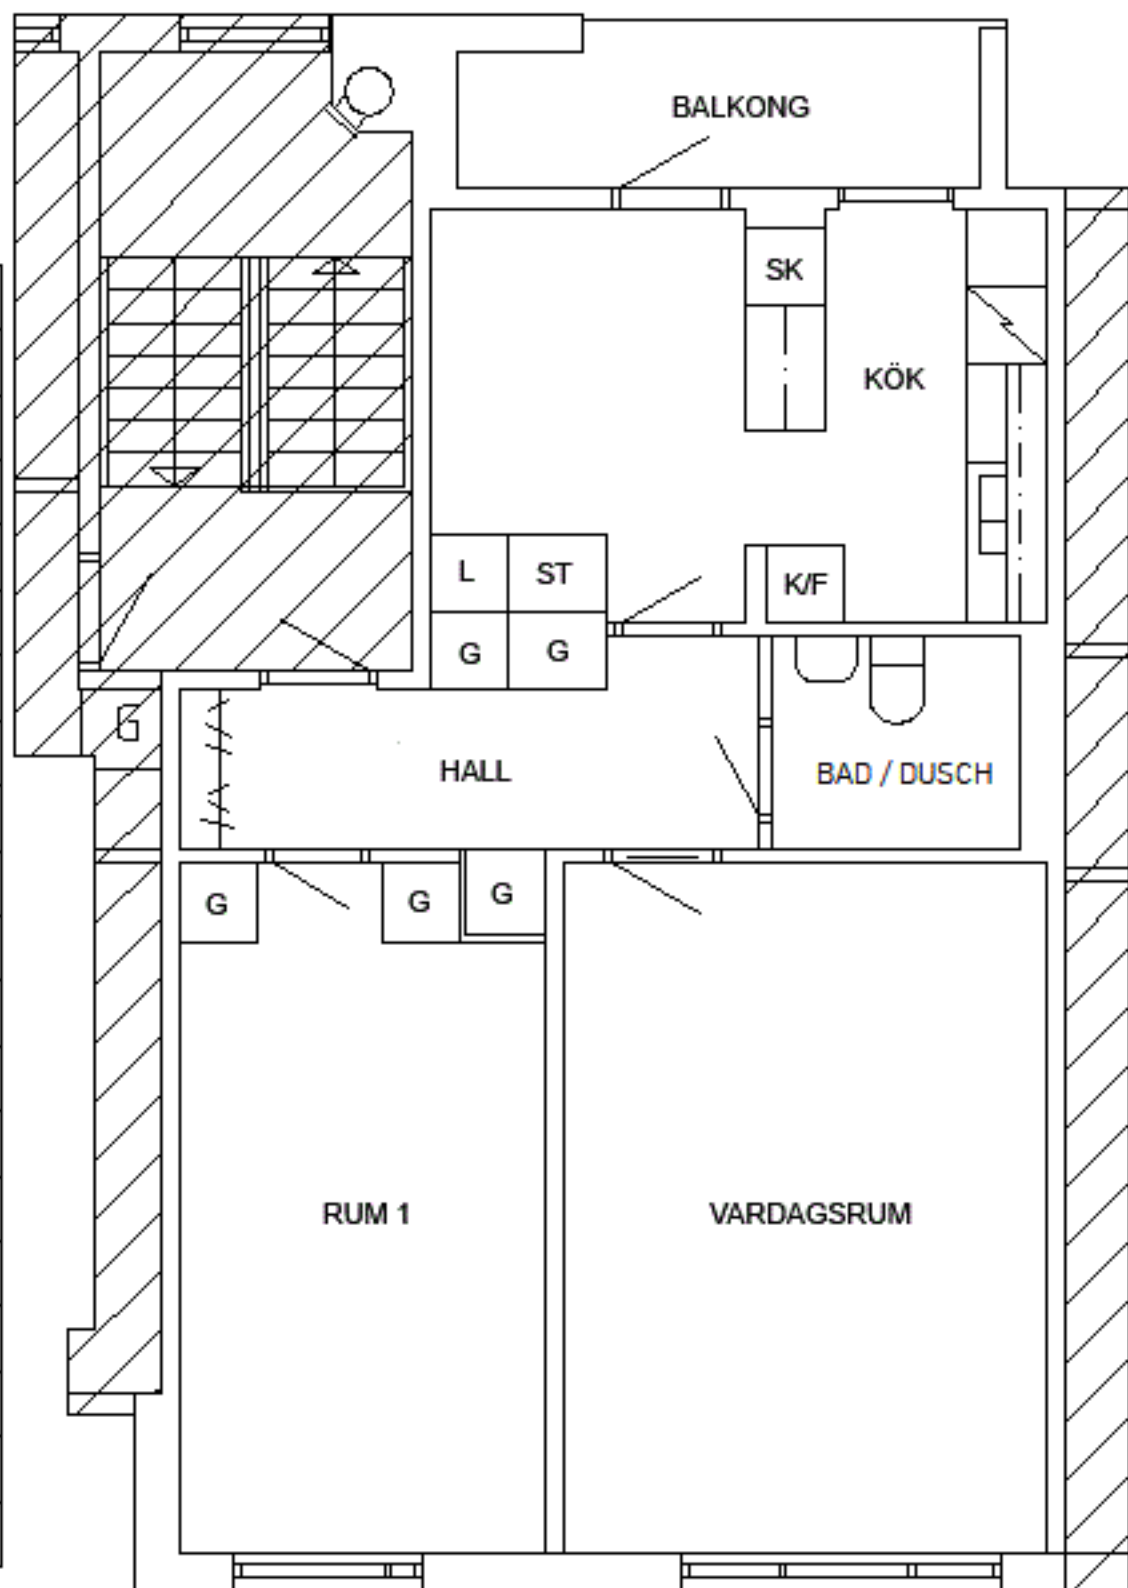 BALKONG
SK
KÖK
L
ST
K/F
G
G
G
HALL
BAD / DUSCH
G
G
G
RUM 1
VARDAGSRUM